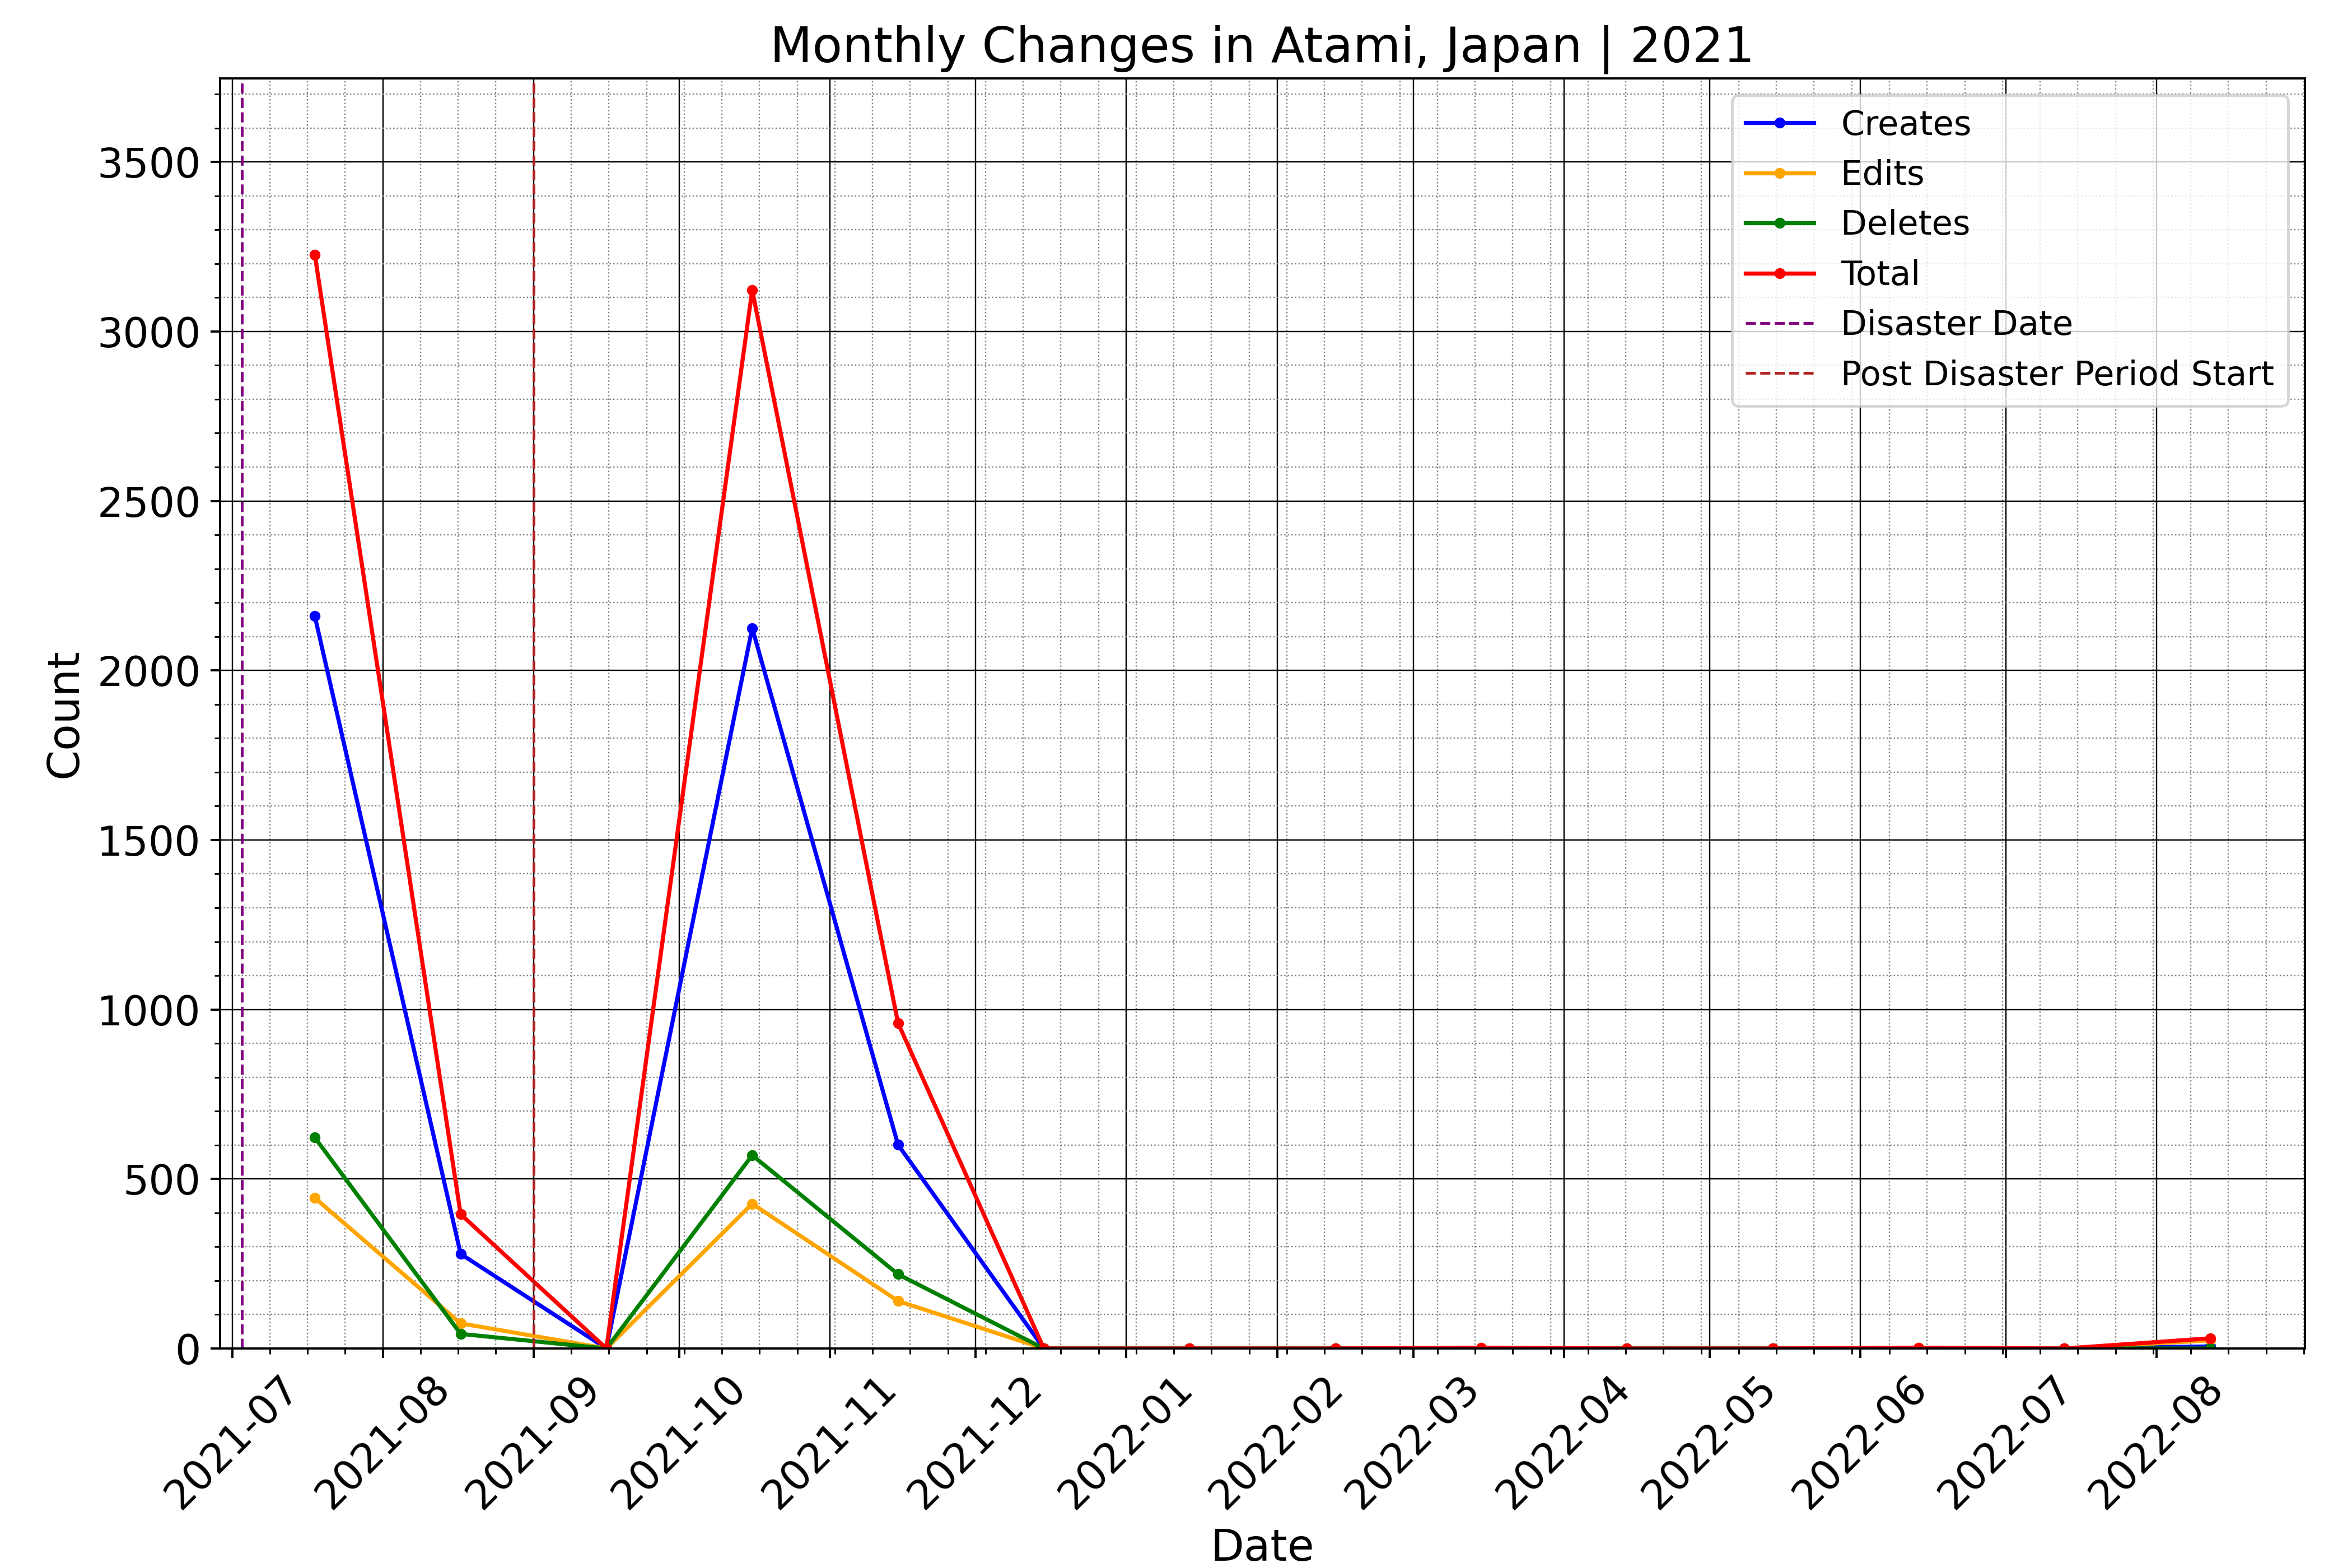 Monthly Changes in Atami, Japan | 2021
Creates
Edits
Deletes
Total
Disaster Date
Post Disaster Period Start
Count
3500
3000
2500
2000
1500
1000
500
0
2021-07
2021-08
2021-09
2021-10
2021-11
2021-12
2022-01
2022-02
2022-03
2022-04
2022-05
2022-06
2022-07
2022-08
Date